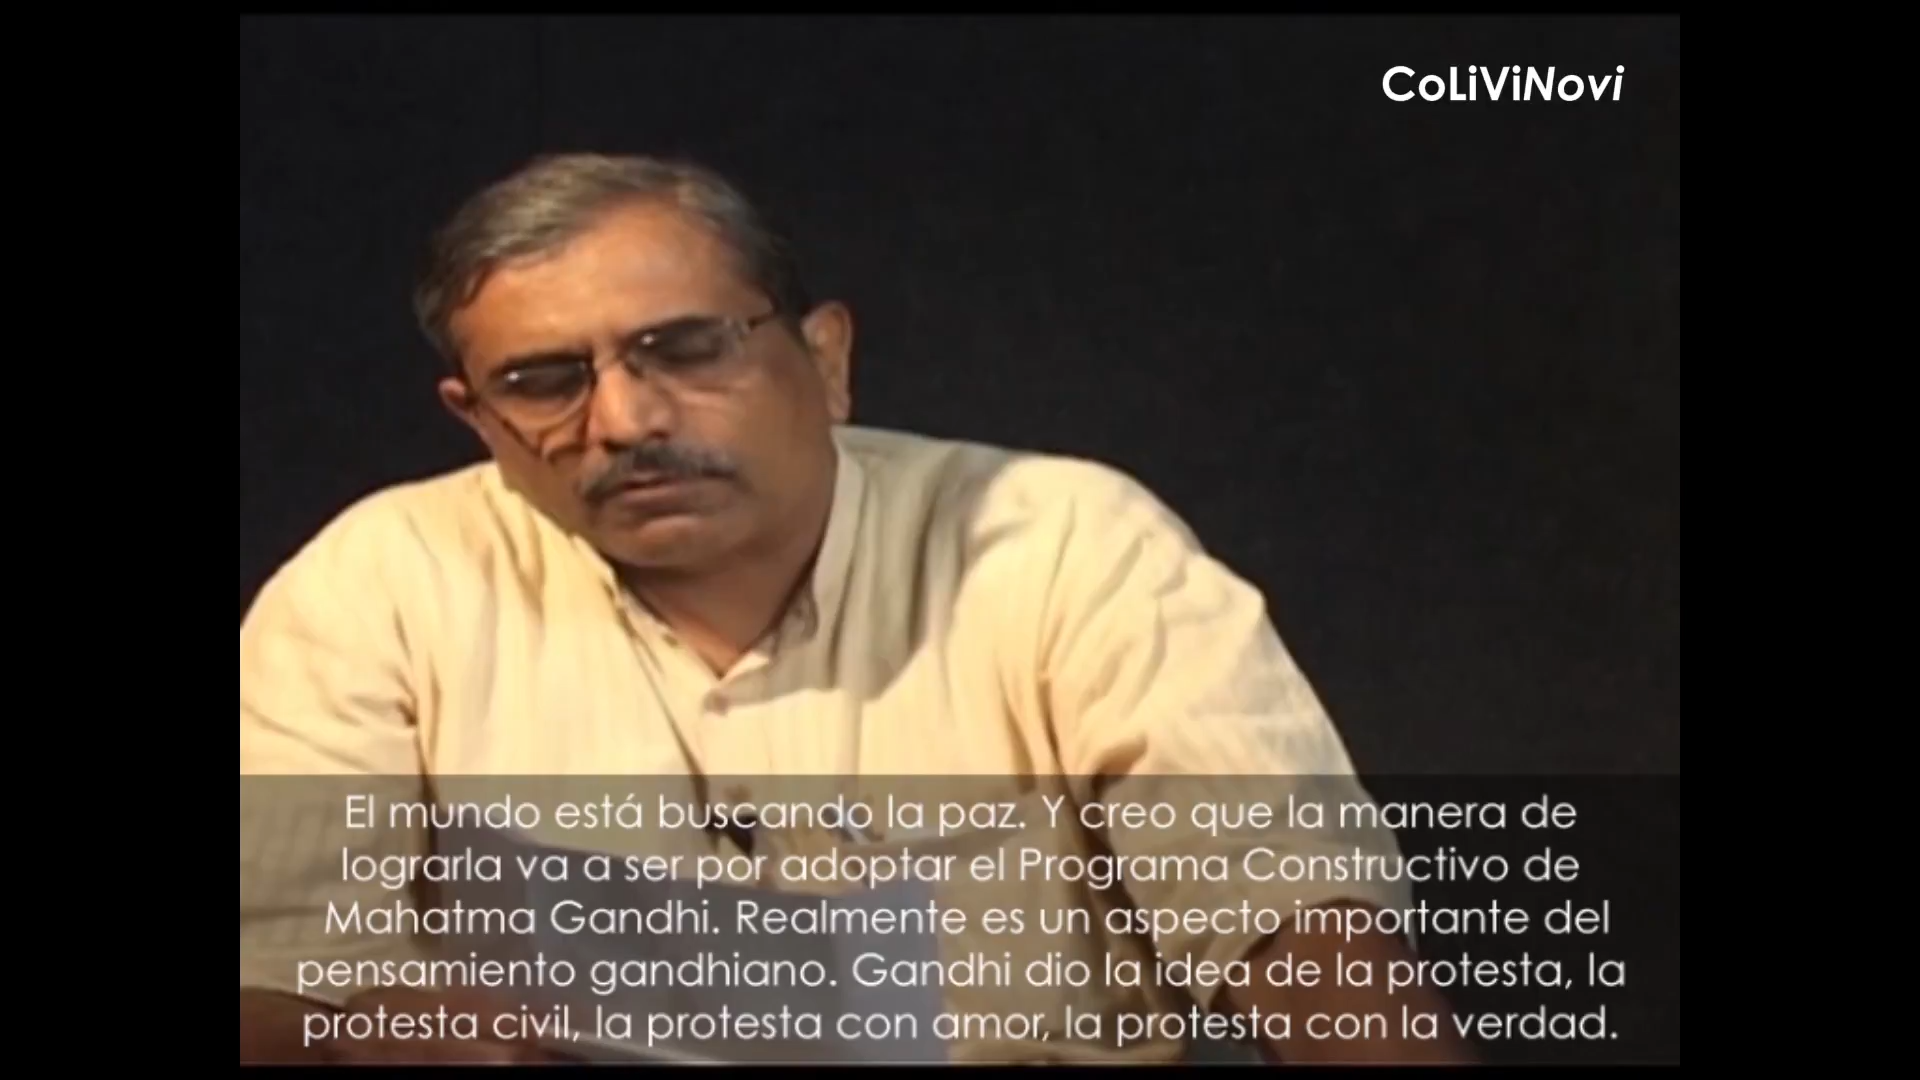 CoLiViNovi
El mundo está buscando la paz. Y creo que la manera de
lograrla va a ser por adoptar el Programa Constructivo de
Mahatma Gandhi. Realmente es un aspecto importante del
pensamiento gandhiano. Gandhi dio la idea de la protesta, la
protesta civil, la protesta con amor, la protesta con la verdad.